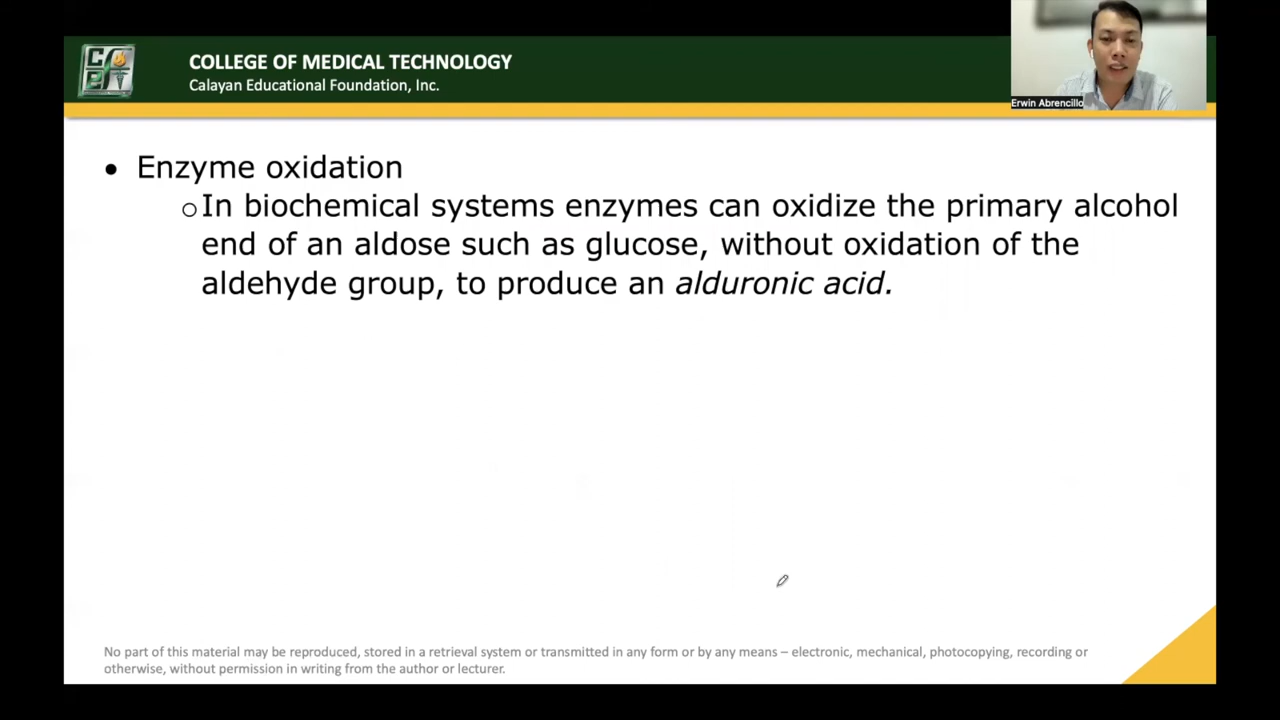 COLLEGE OF MEDICAL TECHNOLOGY
Calayan Educational Foundation, Inc.
Erwin Abrencillo
• Enzyme oxidation
o In biochemical systems enzymes can oxidize the primary alcohol
end of an aldose such as glucose, without oxidation of the
aldehyde group, to produce an alduronic acid.
No part of this material may be reproduced, stored in a retrieval system or transmitted in any form or by any means – electronic, mechanical, photocopying, recording or
otherwise, without permission in writing from the author or lecturer.